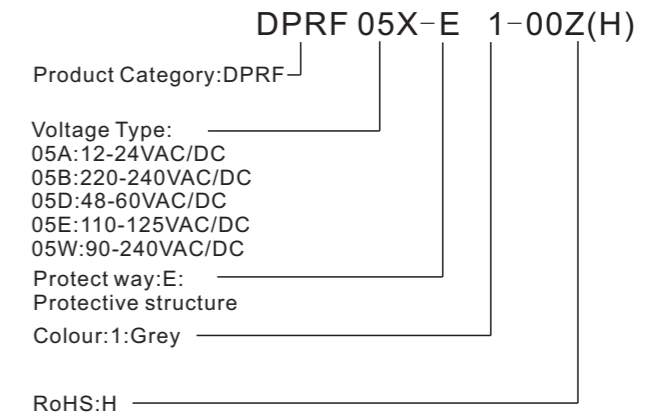 DPRF 05X-E 1-00Z(H)
Product Category:DPRF
Voltage Type:
05A:12-24VAC/DC
05B:220-240VAC/DC
05D:48-60VAC/DC
05E:110-125VAC/DC
05W:90-240VAC/DC
Protect way:E:
Protective structure
Colour:1:Grey
RoHS:H